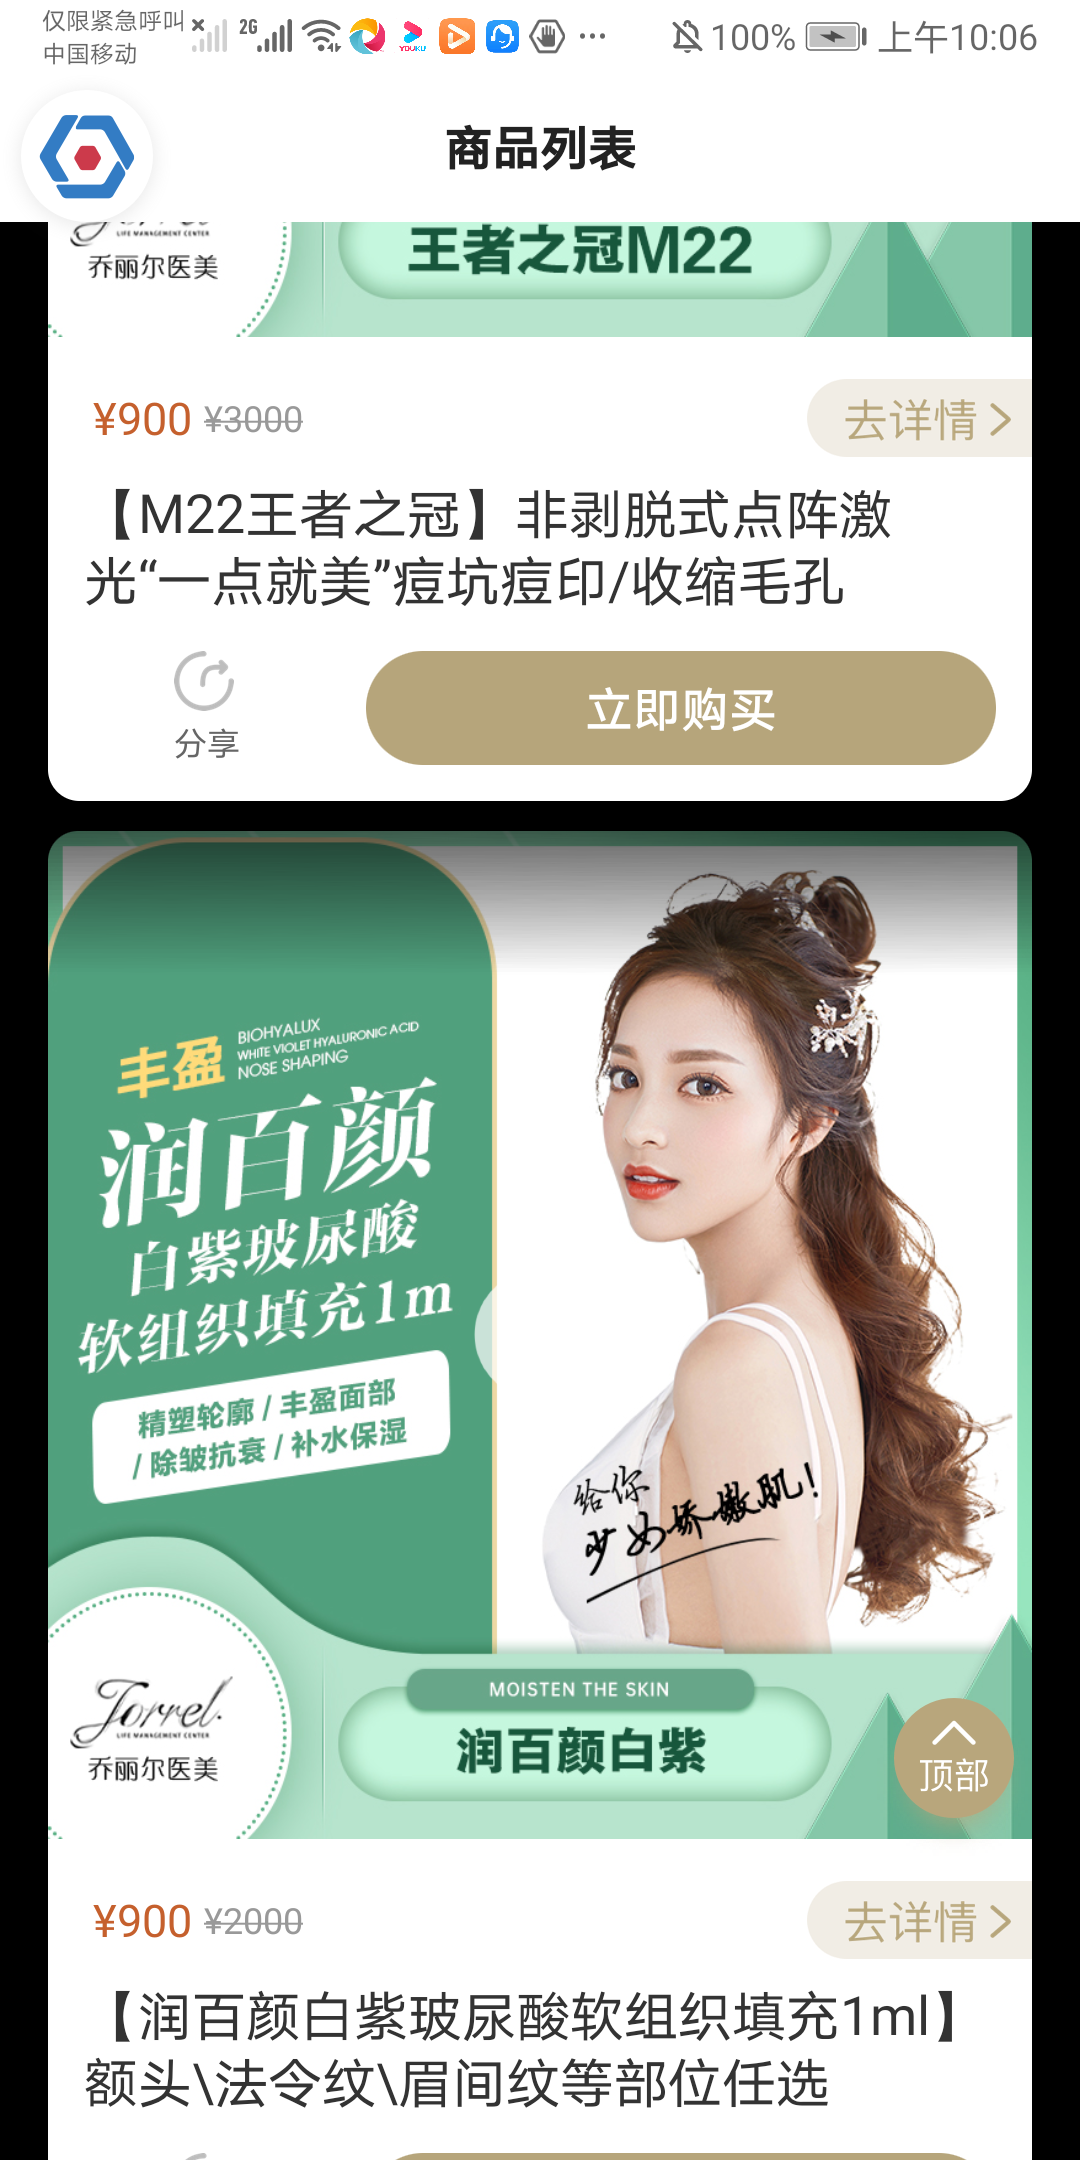 仅限紧急呼叫
中国移动
2G
YOUKU
100%
上午10:06
商品列表
LIFE MANAGEMENT CENTER
乔丽尔医美
王者之冠M22
¥900 ¥3000
去详情
【M22王者之冠】非剥脱式点阵激
光“一点就美”痘坑痘印/收缩毛孔
分享
立即购买
丰盈
BIOHYALUX
WHITE VIOLET HYALURONIC ACID
NOSE SHAPING
润百颜
白紫玻尿酸
软组织填充1m
精塑轮廓 / 丰盈面部
/ 除皱抗衰 / 补水保湿
给你
少女娇嫩肌!
Jorrel.
LIFE MANAGEMENT CENTER
乔丽尔医美
MOISTEN THE SKIN
润百颜白紫
顶部
¥900 ¥2000
去详情
【润百颜白紫玻尿酸软组织填充1ml】
额头\法令纹\眉间纹等部位任选